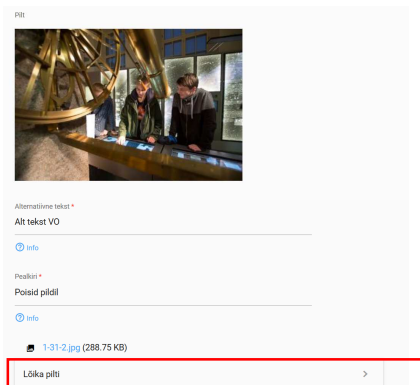 Pilt
Alternatiivne tekst *
Alt tekst VO
Info
Pealkiri *
Poisid pildil
Info
1-31-2.jpg (288.75 KB)
Lõika pilti